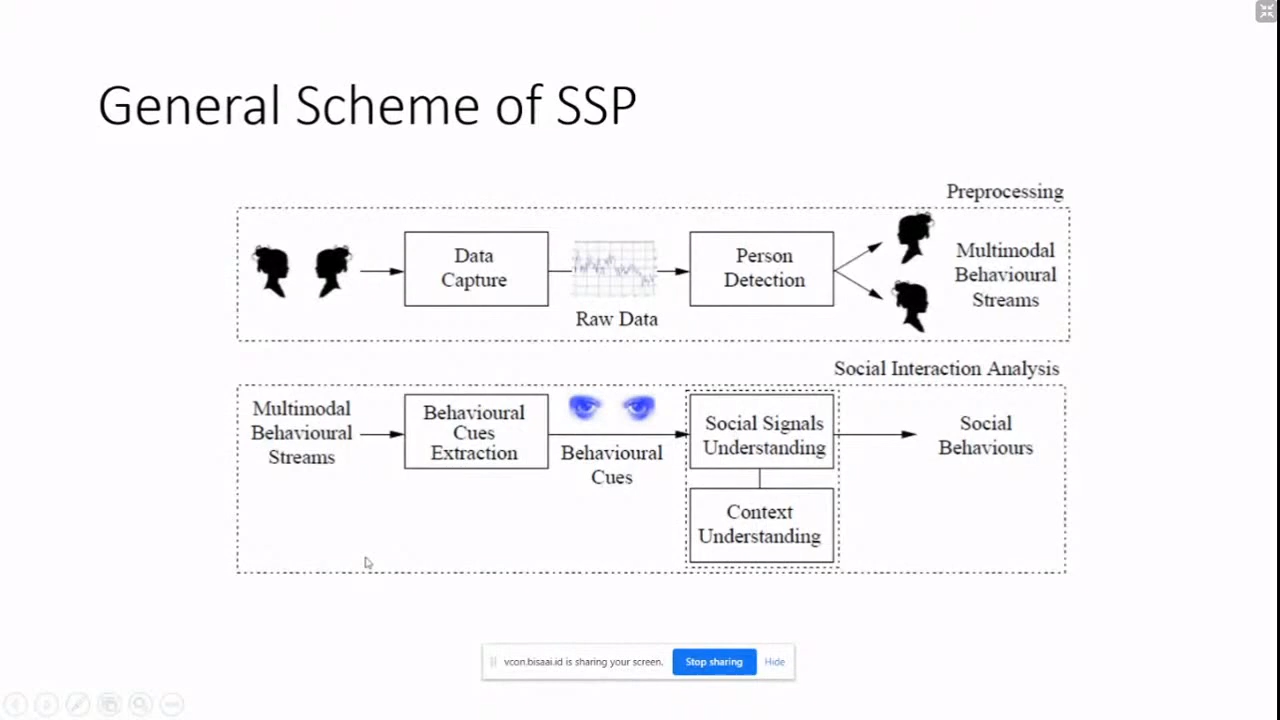 General Scheme of SSP
Preprocessing
Data
Capture
Raw Data
Person
Detection
Multimodal
Behavioural
Streams
Social Interaction Analysis
Multimodal
Behavioural
Streams
Behavioural
Cues
Extraction
Behavioural
Cues
Social Signals
Understanding
Context
Understanding
Social
Behaviours
vcon.bisaai.id is sharing your screen.
Stop sharing
Hide